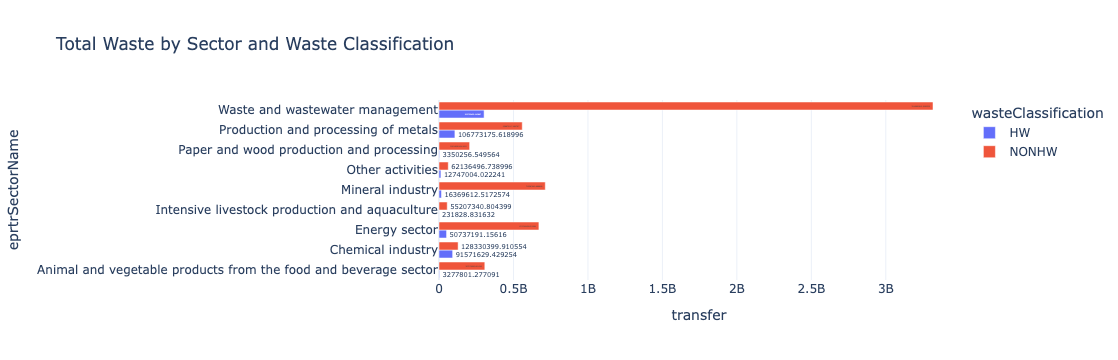 Total Waste by Sector and Waste Classification
wasteClassification
HW
NONHW
eprtrSectorName
Waste and wastewater management
Production and processing of metals
106773175.618996
Paper and wood production and processing
3350256.549564
Other activities
62136496.738996
12747004.022241
Mineral industry
16369612.5172574
Intensive livestock production and aquaculture
55207340.804399
231828.831632
Energy sector
50737191.15616
Chemical industry
128330399.910554
91571629.429254
Animal and vegetable products from the food and beverage sector
3277801.277091
0
0.5B
1B
1.5B
2B
2.5B
3B
transfer